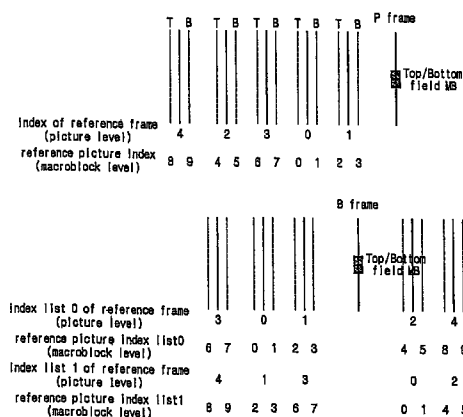 P frame
T B T B T B T B T B
Top/Bottom
field MB
index of reference frame
(picture level)
4 2 3 0 1
reference picture index
(macroblock level)
8 9 4 5 6 7 0 1 2 3
B frame
Top/Bottom
field MB
index list 0 of reference frame
(picture level)
3 0 1 2 4
reference picture index list0
(macroblock level)
6 7 0 1 2 3 4 5 8 9
index list 1 of reference frame
(picture level)
4 1 3 0 2
reference picture index list1
(macroblock level)
8 9 2 3 6 7 0 1 4 5